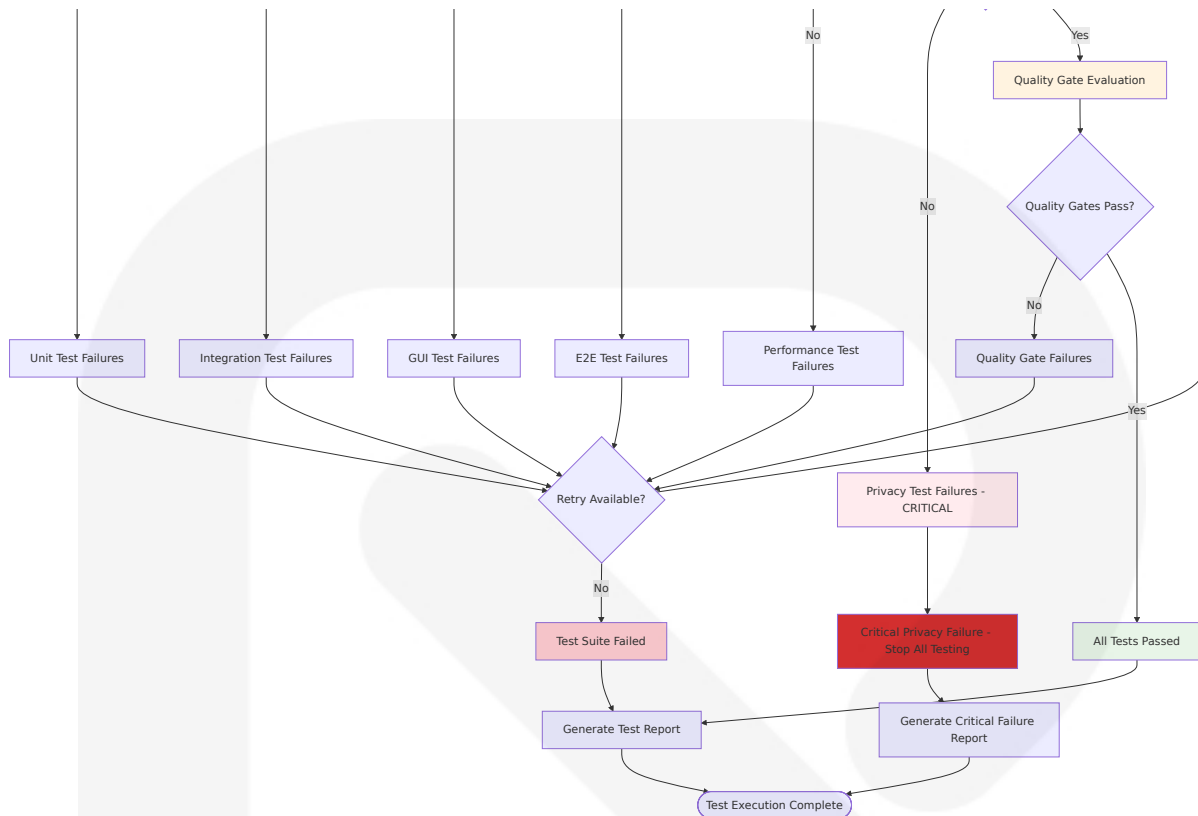 No
Yes
Quality Gate Evaluation
No
Quality Gates Pass?
No
Unit Test Failures
Integration Test Failures
GUI Test Failures
E2E Test Failures
Performance Test
Failures
Quality Gate Failures
Yes
Retry Available?
Privacy Test Failures -
CRITICAL
No
Test Suite Failed
Critical Privacy Failure -
Stop All Testing
All Tests Passed
Generate Test Report
Generate Critical Failure
Report
Test Execution Complete